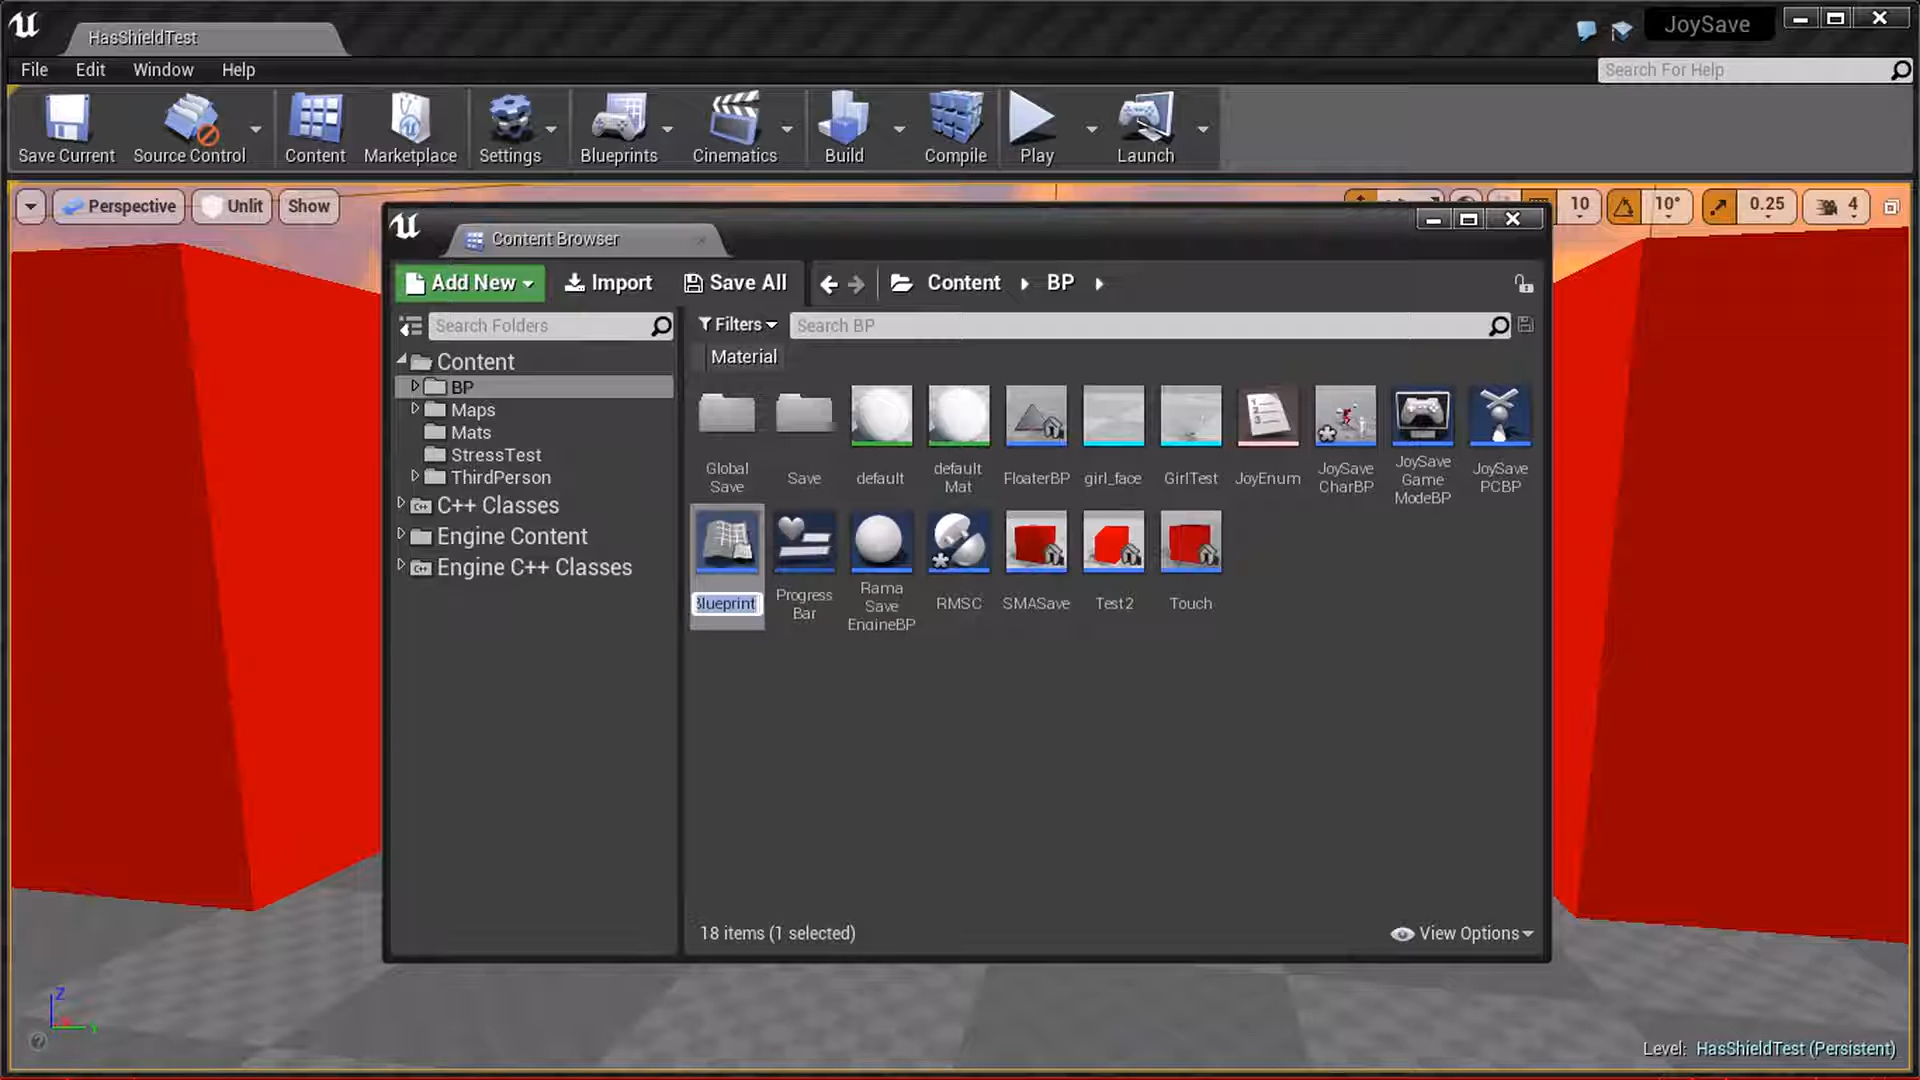 HasShieldTest
JoySave
File Edit Window Help
Search For Help
Save Current
Source Control
Content
Marketplace
Settings
Blueprints
Cinematics
Build
Compile
Play
Launch
Perspective
Unlit
Show
10
10°
0.25
4
Content Browser
Add New
Import
Save All
Content
BP
Search Folders
Filters
Search BP
Material
Content
BP
Maps
Mats
StressTest
ThirdPerson
C++ Classes
Engine Content
Engine C++ Classes
Global
Save
Save
default
default
Mat
FloaterBP
girl_face
GirlTest
JoyEnum
JoySave
CharBP
JoySave
Game
ModeBP
JoySave
PCBP
Blueprint
Progress
Bar
Rama
Save
EngineBP
RMSC
SMASave
Test2
Touch
18 items (1 selected)
View Options
Z
Level: HasShieldTest (Persistent)